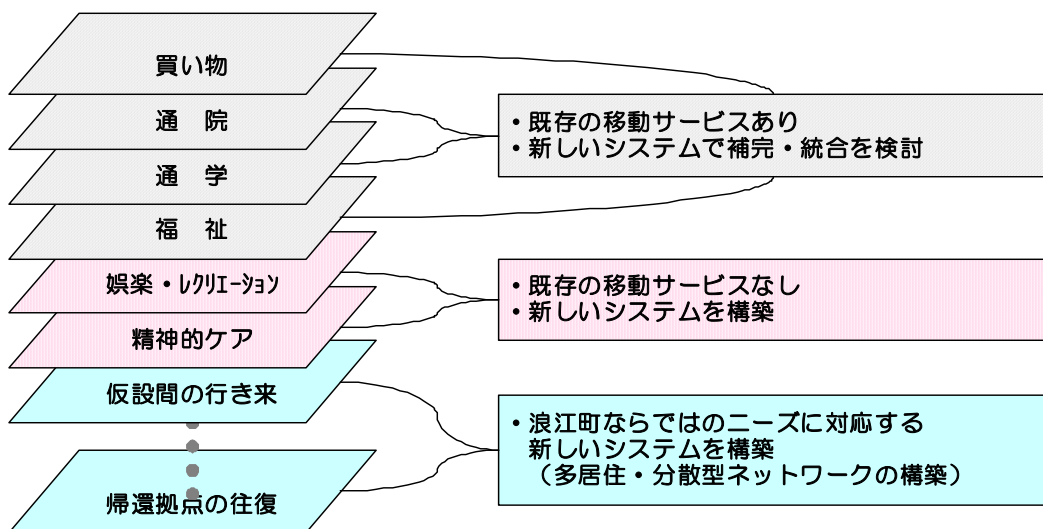 買い物
通　院
通　学
福　祉
娯楽・ﾚｸﾘｴｰｼｮﾝ
精神的ケア
仮設間の行き来
帰還拠点の往復
・既存の移動サービスあり
・新しいシステムで補完・統合を検討
・既存の移動サービスなし
・新しいシステムを構築
・浪江町ならではのニーズに対応する
新しいシステムを構築
（多居住・分散型ネットワークの構築）